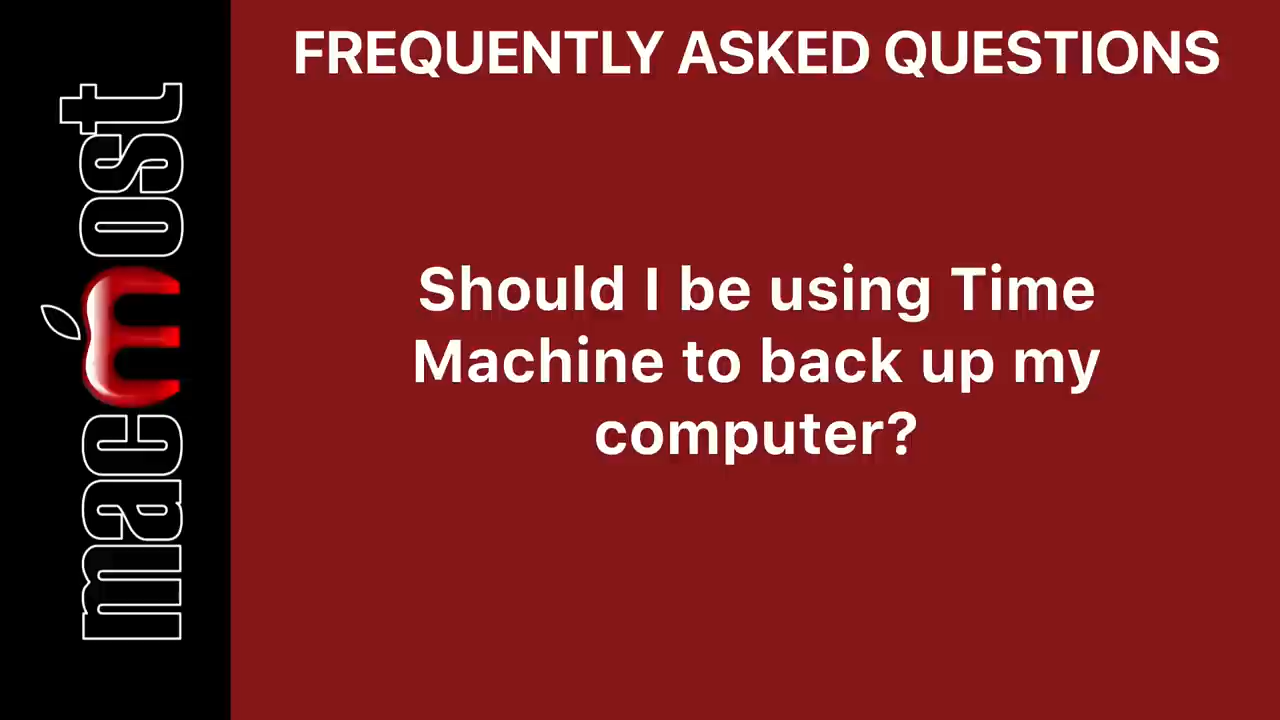 macmost
FREQUENTLY ASKED QUESTIONS
Should I be using Time
Machine to back up my
computer?